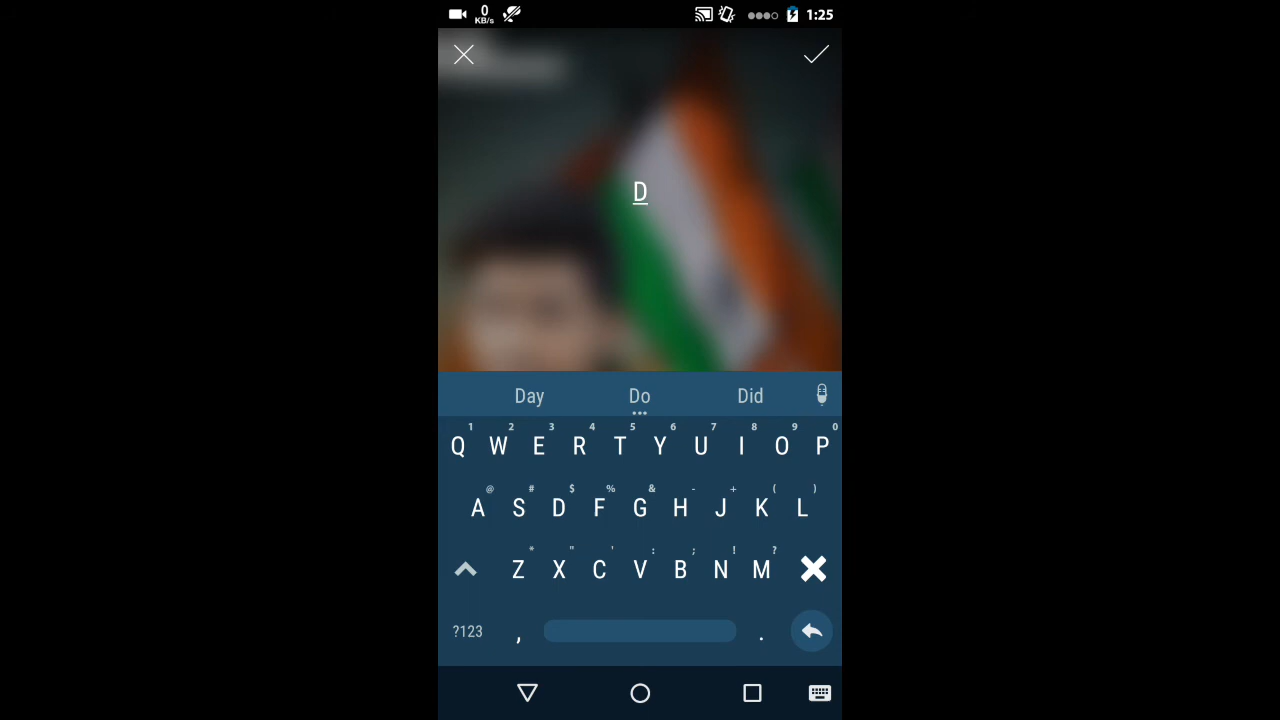 0
KB/s
1:25
D
Day Do Did
1 2 3 4 5 6 7 8 9 0
Q W E R T Y U I O P
@ # $ % & - + ( )
A S D F G H J K L
* " ' : ; ! ?
Z X C V B N M
?123 , .